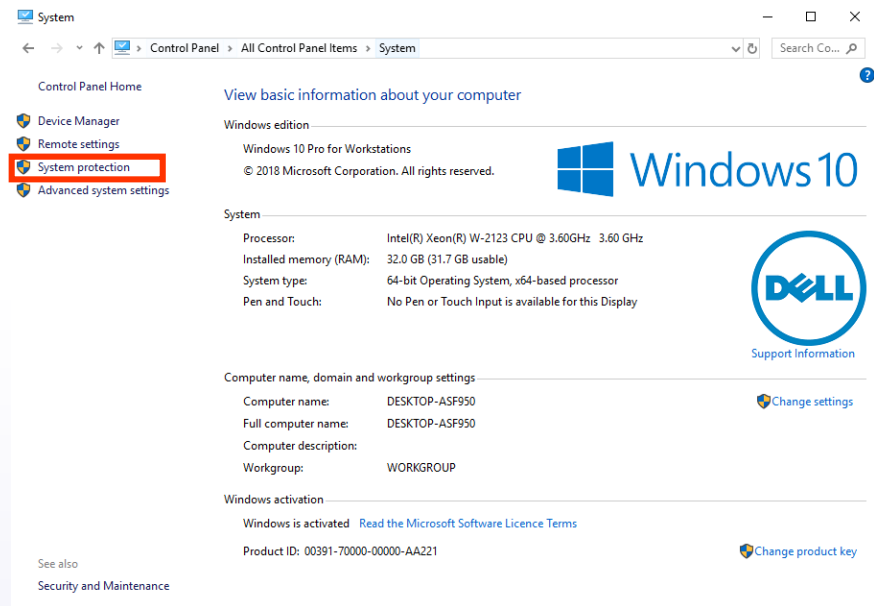 System
Control Panel > All Control Panel Items > System
Search Co...
?
Control Panel Home
Device Manager
Remote settings
System protection
Advanced system settings
View basic information about your computer
Windows edition
Windows 10 Pro for Workstations
© 2018 Microsoft Corporation. All rights reserved.
Windows 10
System
Processor: Intel(R) Xeon(R) W-2123 CPU @ 3.60GHz 3.60 GHz
Installed memory (RAM): 32.0 GB (31.7 GB usable)
System type: 64-bit Operating System, x64-based processor
Pen and Touch: No Pen or Touch Input is available for this Display
DELL
Support Information
Computer name, domain and workgroup settings
Computer name: DESKTOP-ASF950
Change settings
Full computer name: DESKTOP-ASF950
Computer description:
Workgroup: WORKGROUP
Windows activation
Windows is activated Read the Microsoft Software Licence Terms
Product ID: 00391-70000-00000-AA221
Change product key
See also
Security and Maintenance